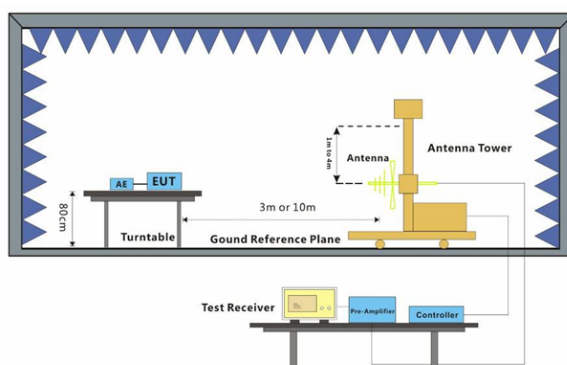 1m to 4m
Antenna
Antenna Tower
AE
EUT
80cm
3m or 10m
Turntable
Gound Reference Plane
Test Receiver
Pre-Amplifier
Controller